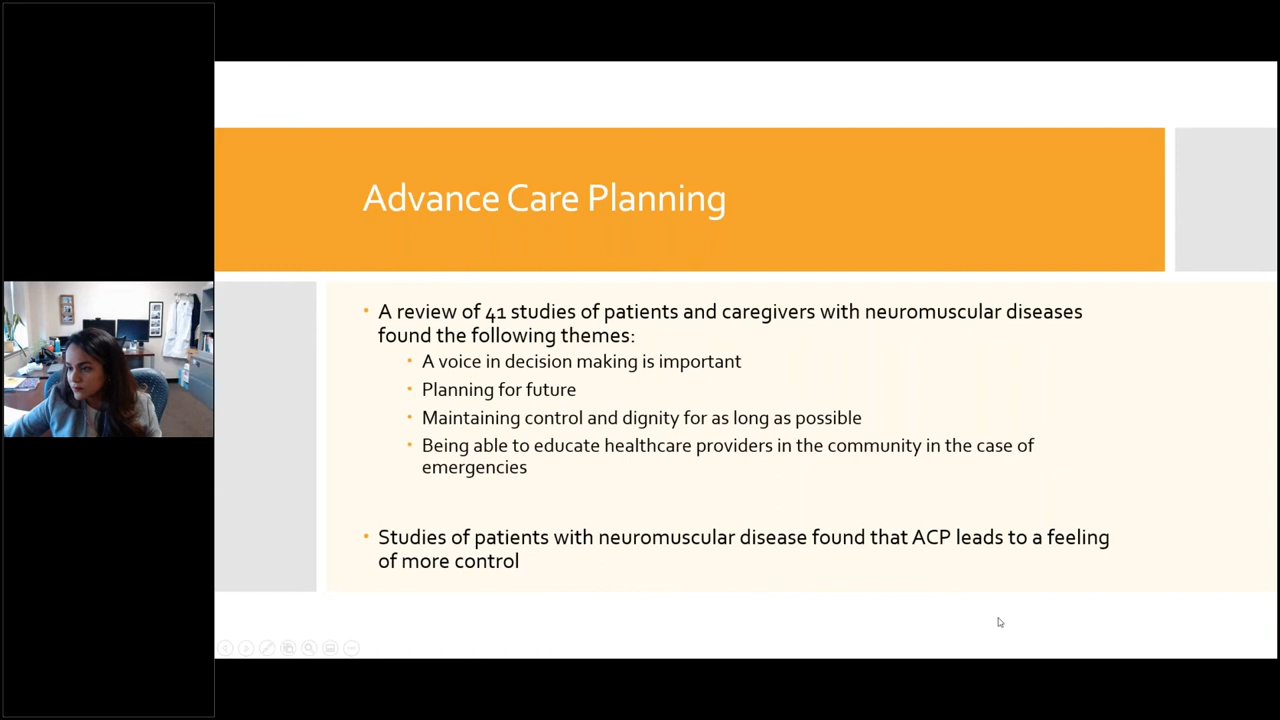 Advance Care Planning
• A review of 41 studies of patients and caregivers with neuromuscular diseases
found the following themes:
• A voice in decision making is important
• Planning for future
• Maintaining control and dignity for as long as possible
• Being able to educate healthcare providers in the community in the case of
emergencies
• Studies of patients with neuromuscular disease found that ACP leads to a feeling
of more control